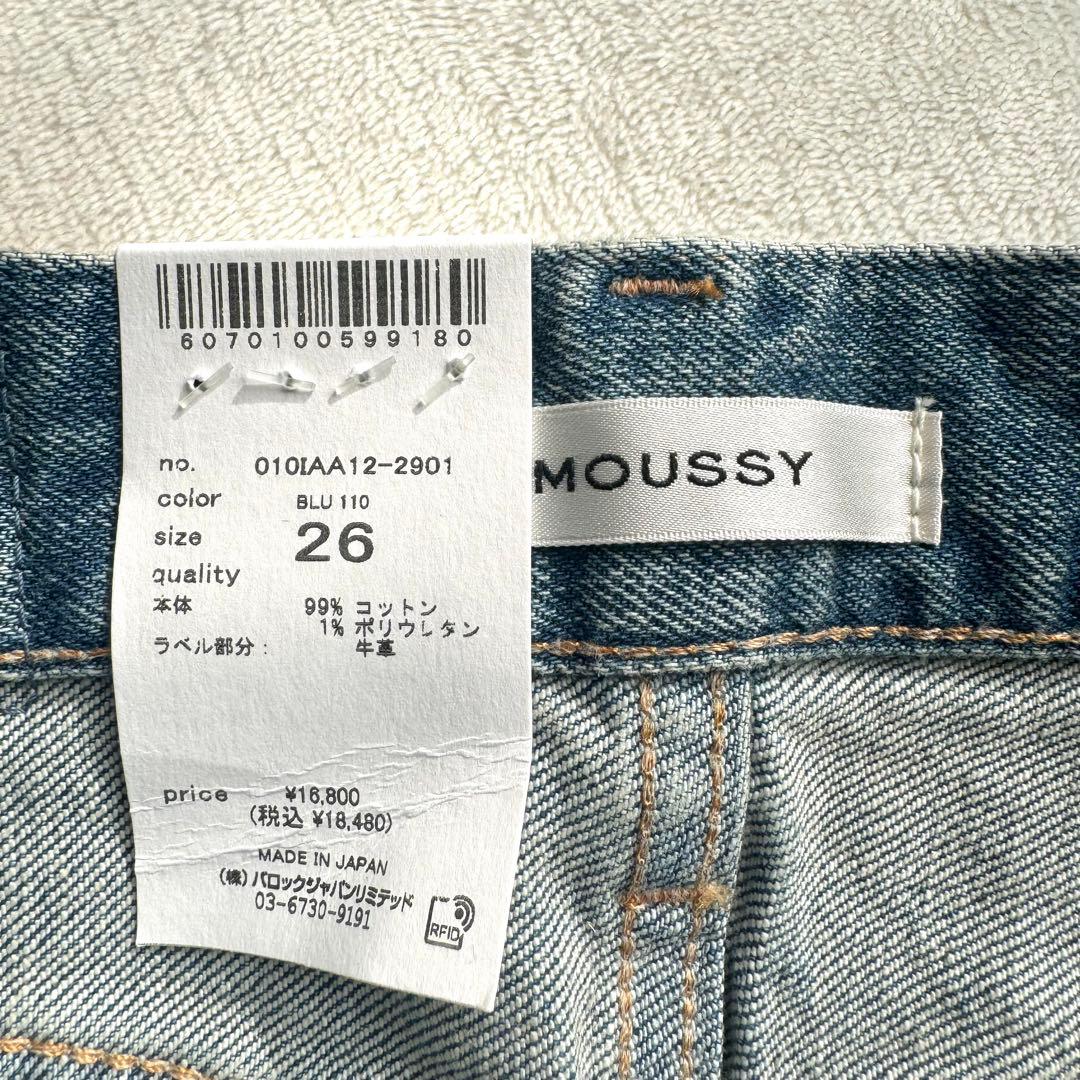 6070100599180
no. 010IAA12-2901
color BLU 110
size 26
quality
本体 99% コットン
1% ポリウレタン
ラベル部分： 牛革
price ¥16,800
(税込 ¥18,480)
MADE IN JAPAN
(株) バロックジャパンリミテッド
03-6730-9191
RFID
MOUSSY